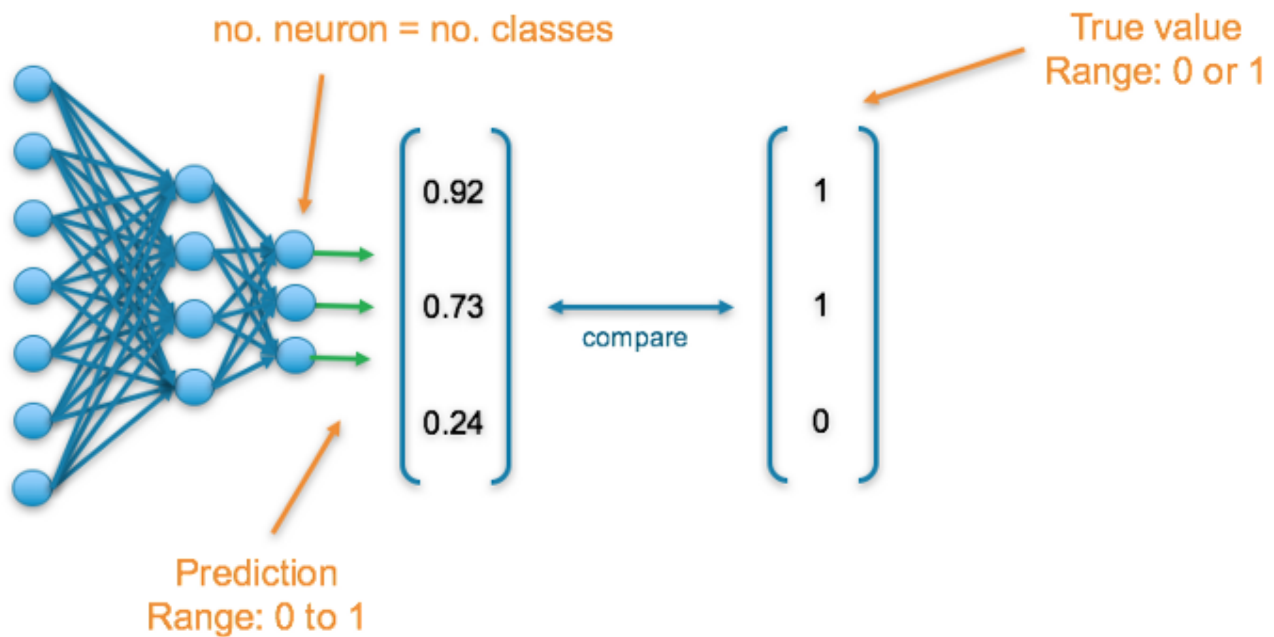 no. neuron = no. classes
True value
Range: 0 or 1
0.92
1
0.73
compare
1
0.24
0
Prediction
Range: 0 to 1